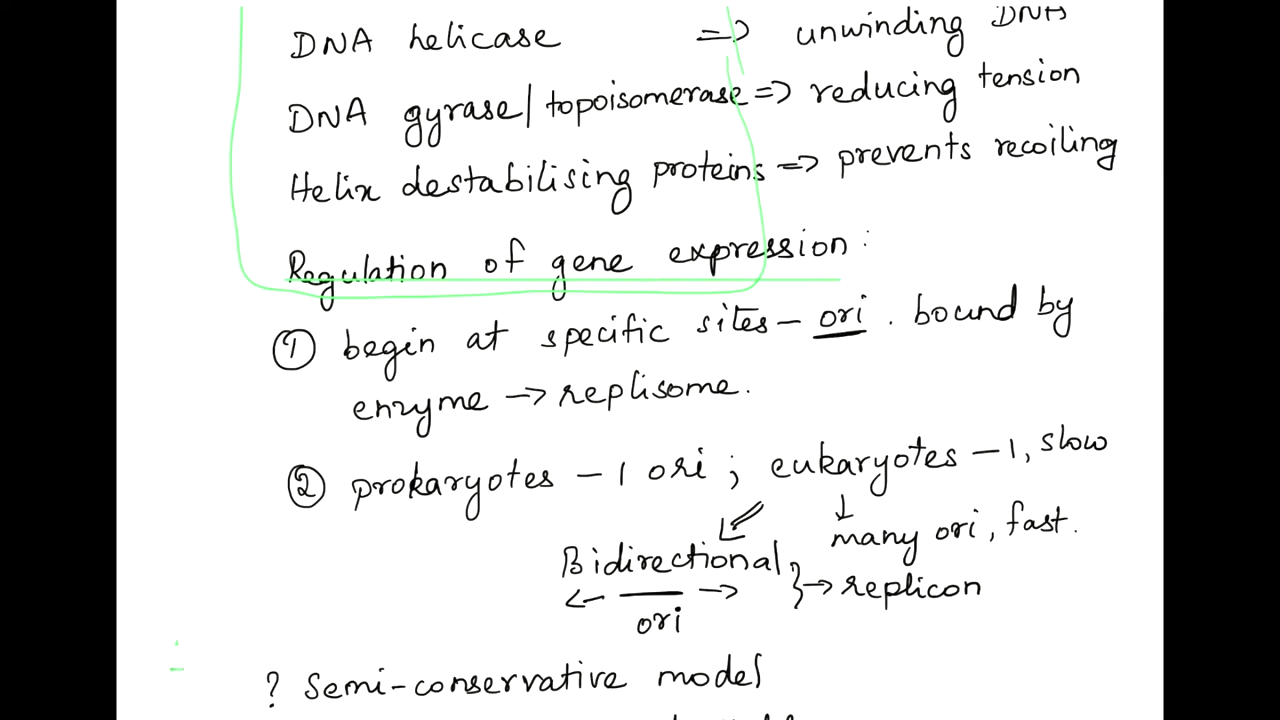 DNA helicase => unwinding DNA
DNA gyrase/topoisomerase => reducing tension
Helix destabilising proteins => prevents recoiling
Regulation of gene expression:
① begin at specific sites - ori. bound by
enzyme → replisome.
② prokaryotes - 1 ori; eukaryotes - 1, slow
↓
many ori, fast.
Bidirectional } → replicon
← — →
ori
? Semi-conservative model